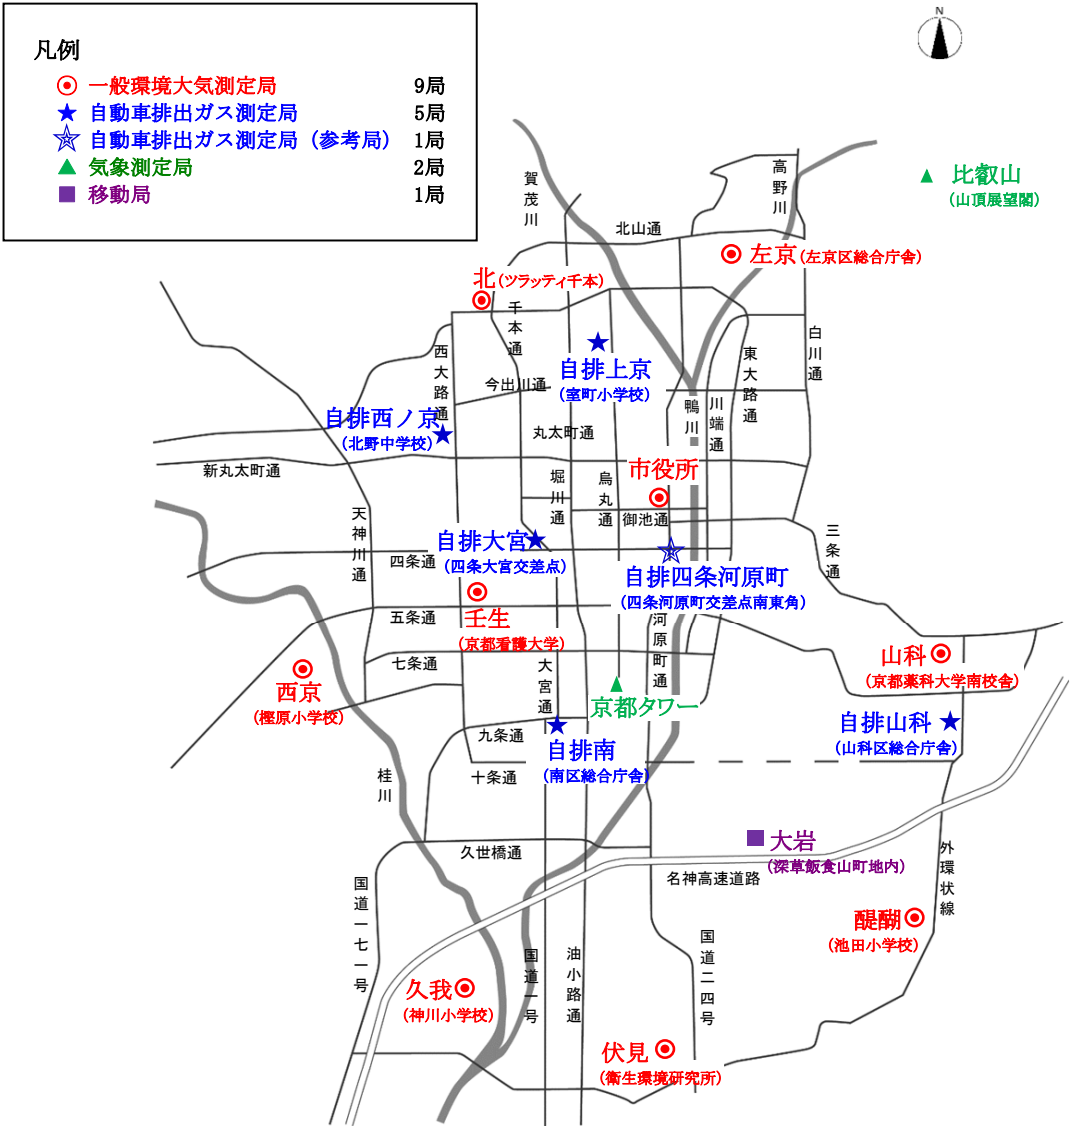 N
凡例
一般環境大気測定局 9局
自動車排出ガス測定局 5局
自動車排出ガス測定局（参考局） 1局
気象測定局 2局
移動局 1局
賀茂川
高野川
比叡山
(山頂展望閣)
北山通
左京(左京区総合庁舎)
北(ツラッティ千本)
千本通
西大路通
自排上京
(室町小学校)
今出川通
東大路通
白川通
鴨川
川端通
自排西ノ京
(北野中学校)
丸太町通
新丸太町通
市役所
堀川通
烏丸通
御池通
天神川通
三条通
自排大宮
(四条大宮交差点)
四条通
自排四条河原町
(四条河原町交差点南東角)
五条通
壬生
(京都看護大学)
河原町通
山科
(京都薬科大学南校舎)
七条通
大宮通
西京
(樫原小学校)
京都タワー
自排山科
(山科区総合庁舎)
九条通
自排南
(南区総合庁舎)
十条通
桂川
大岩
(深草飯食山町地内)
久世橋通
名神高速道路
外環状線
国道一七一号
醍醐
(池田小学校)
国道一号
油小路通
国道二四号
久我
(神川小学校)
伏見
(衛生環境研究所)